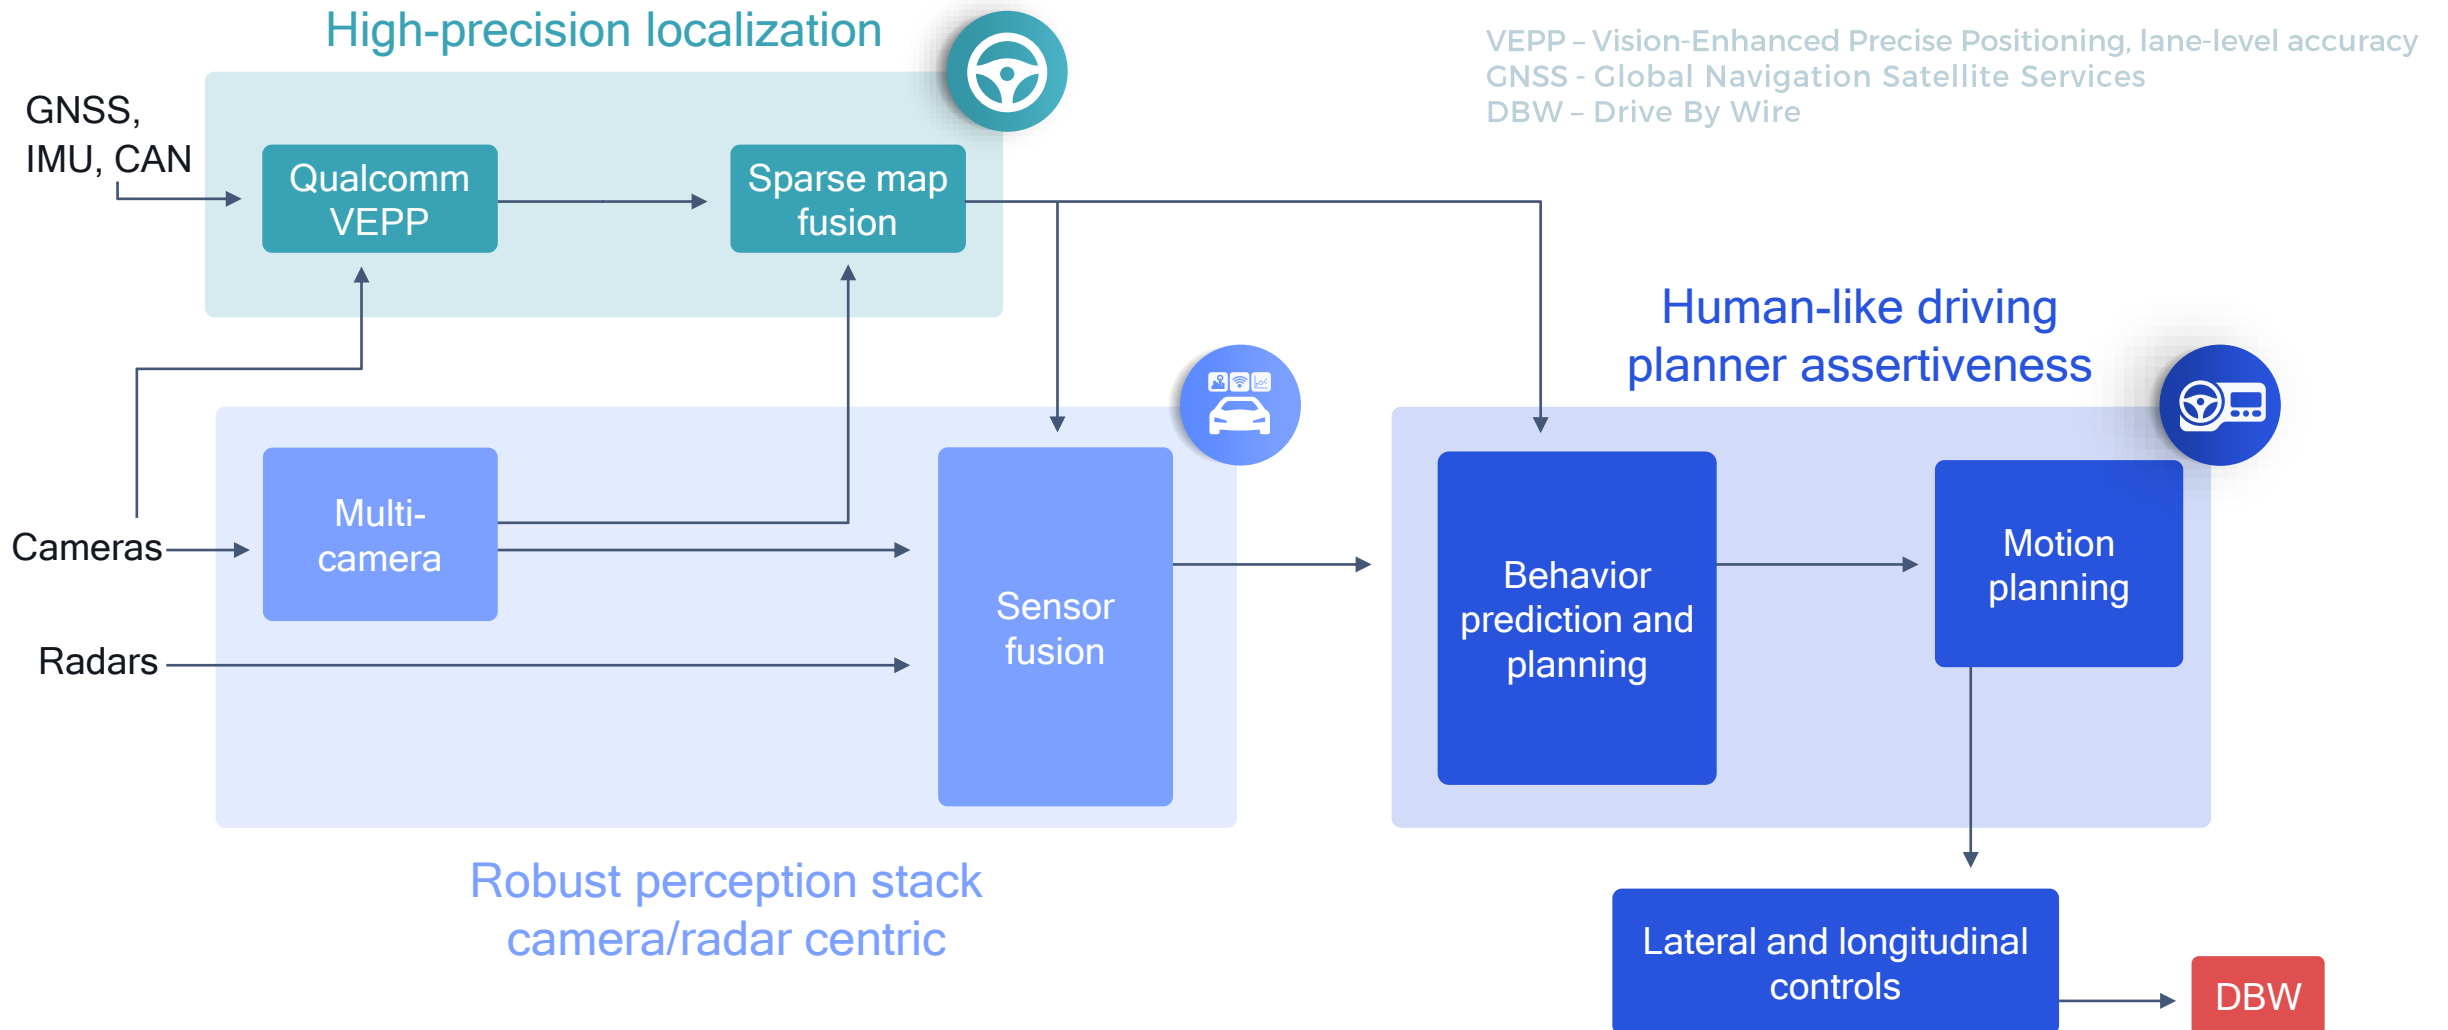 High-precision localization
VEPP – Vision-Enhanced Precise Positioning, lane-level accuracy
GNSS - Global Navigation Satellite Services
DBW – Drive By Wire
GNSS,
IMU, CAN
Qualcomm
VEPP
Sparse map
fusion
Human-like driving
planner assertiveness
Cameras
Radars
Multi-
camera
Sensor
fusion
Behavior
prediction and
planning
Motion
planning
Robust perception stack
camera/radar centric
Lateral and longitudinal
controls
DBW